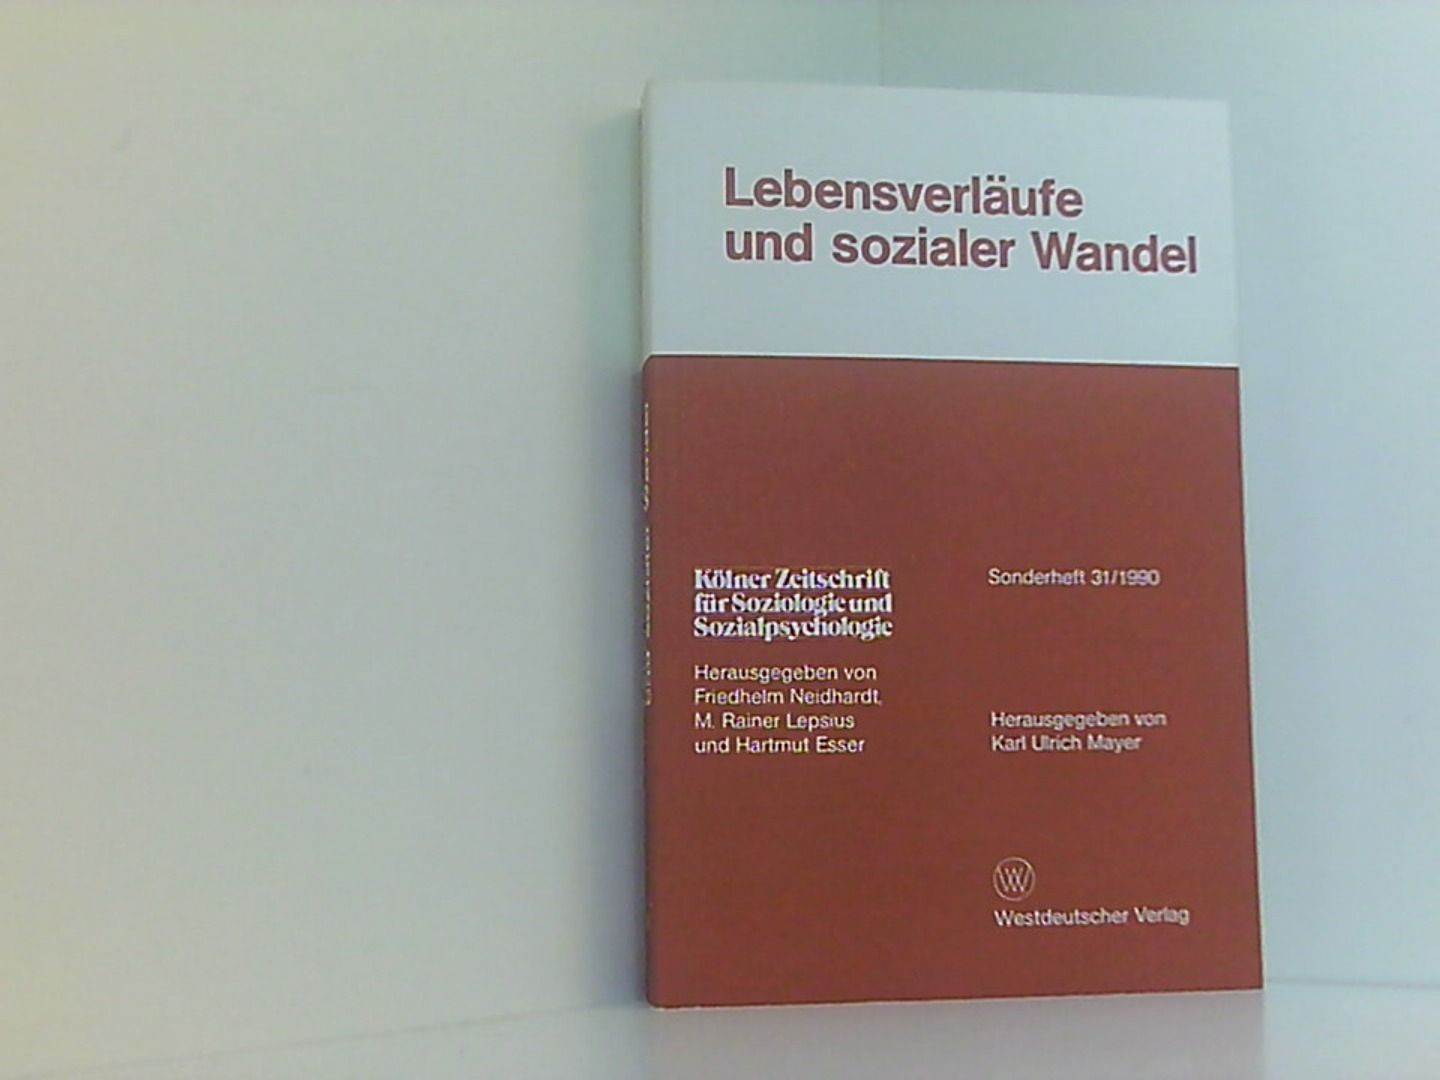 Lebensverläufe
und sozialer Wandel
Kölner Zeitschrift
für Soziologie und
Sozialpsychologie
Herausgegeben von
Friedhelm Neidhardt,
M. Rainer Lepsius
und Hartmut Esser
Sonderheft 31/1990
Herausgegeben von
Karl Ulrich Mayer
W
Westdeutscher Verlag